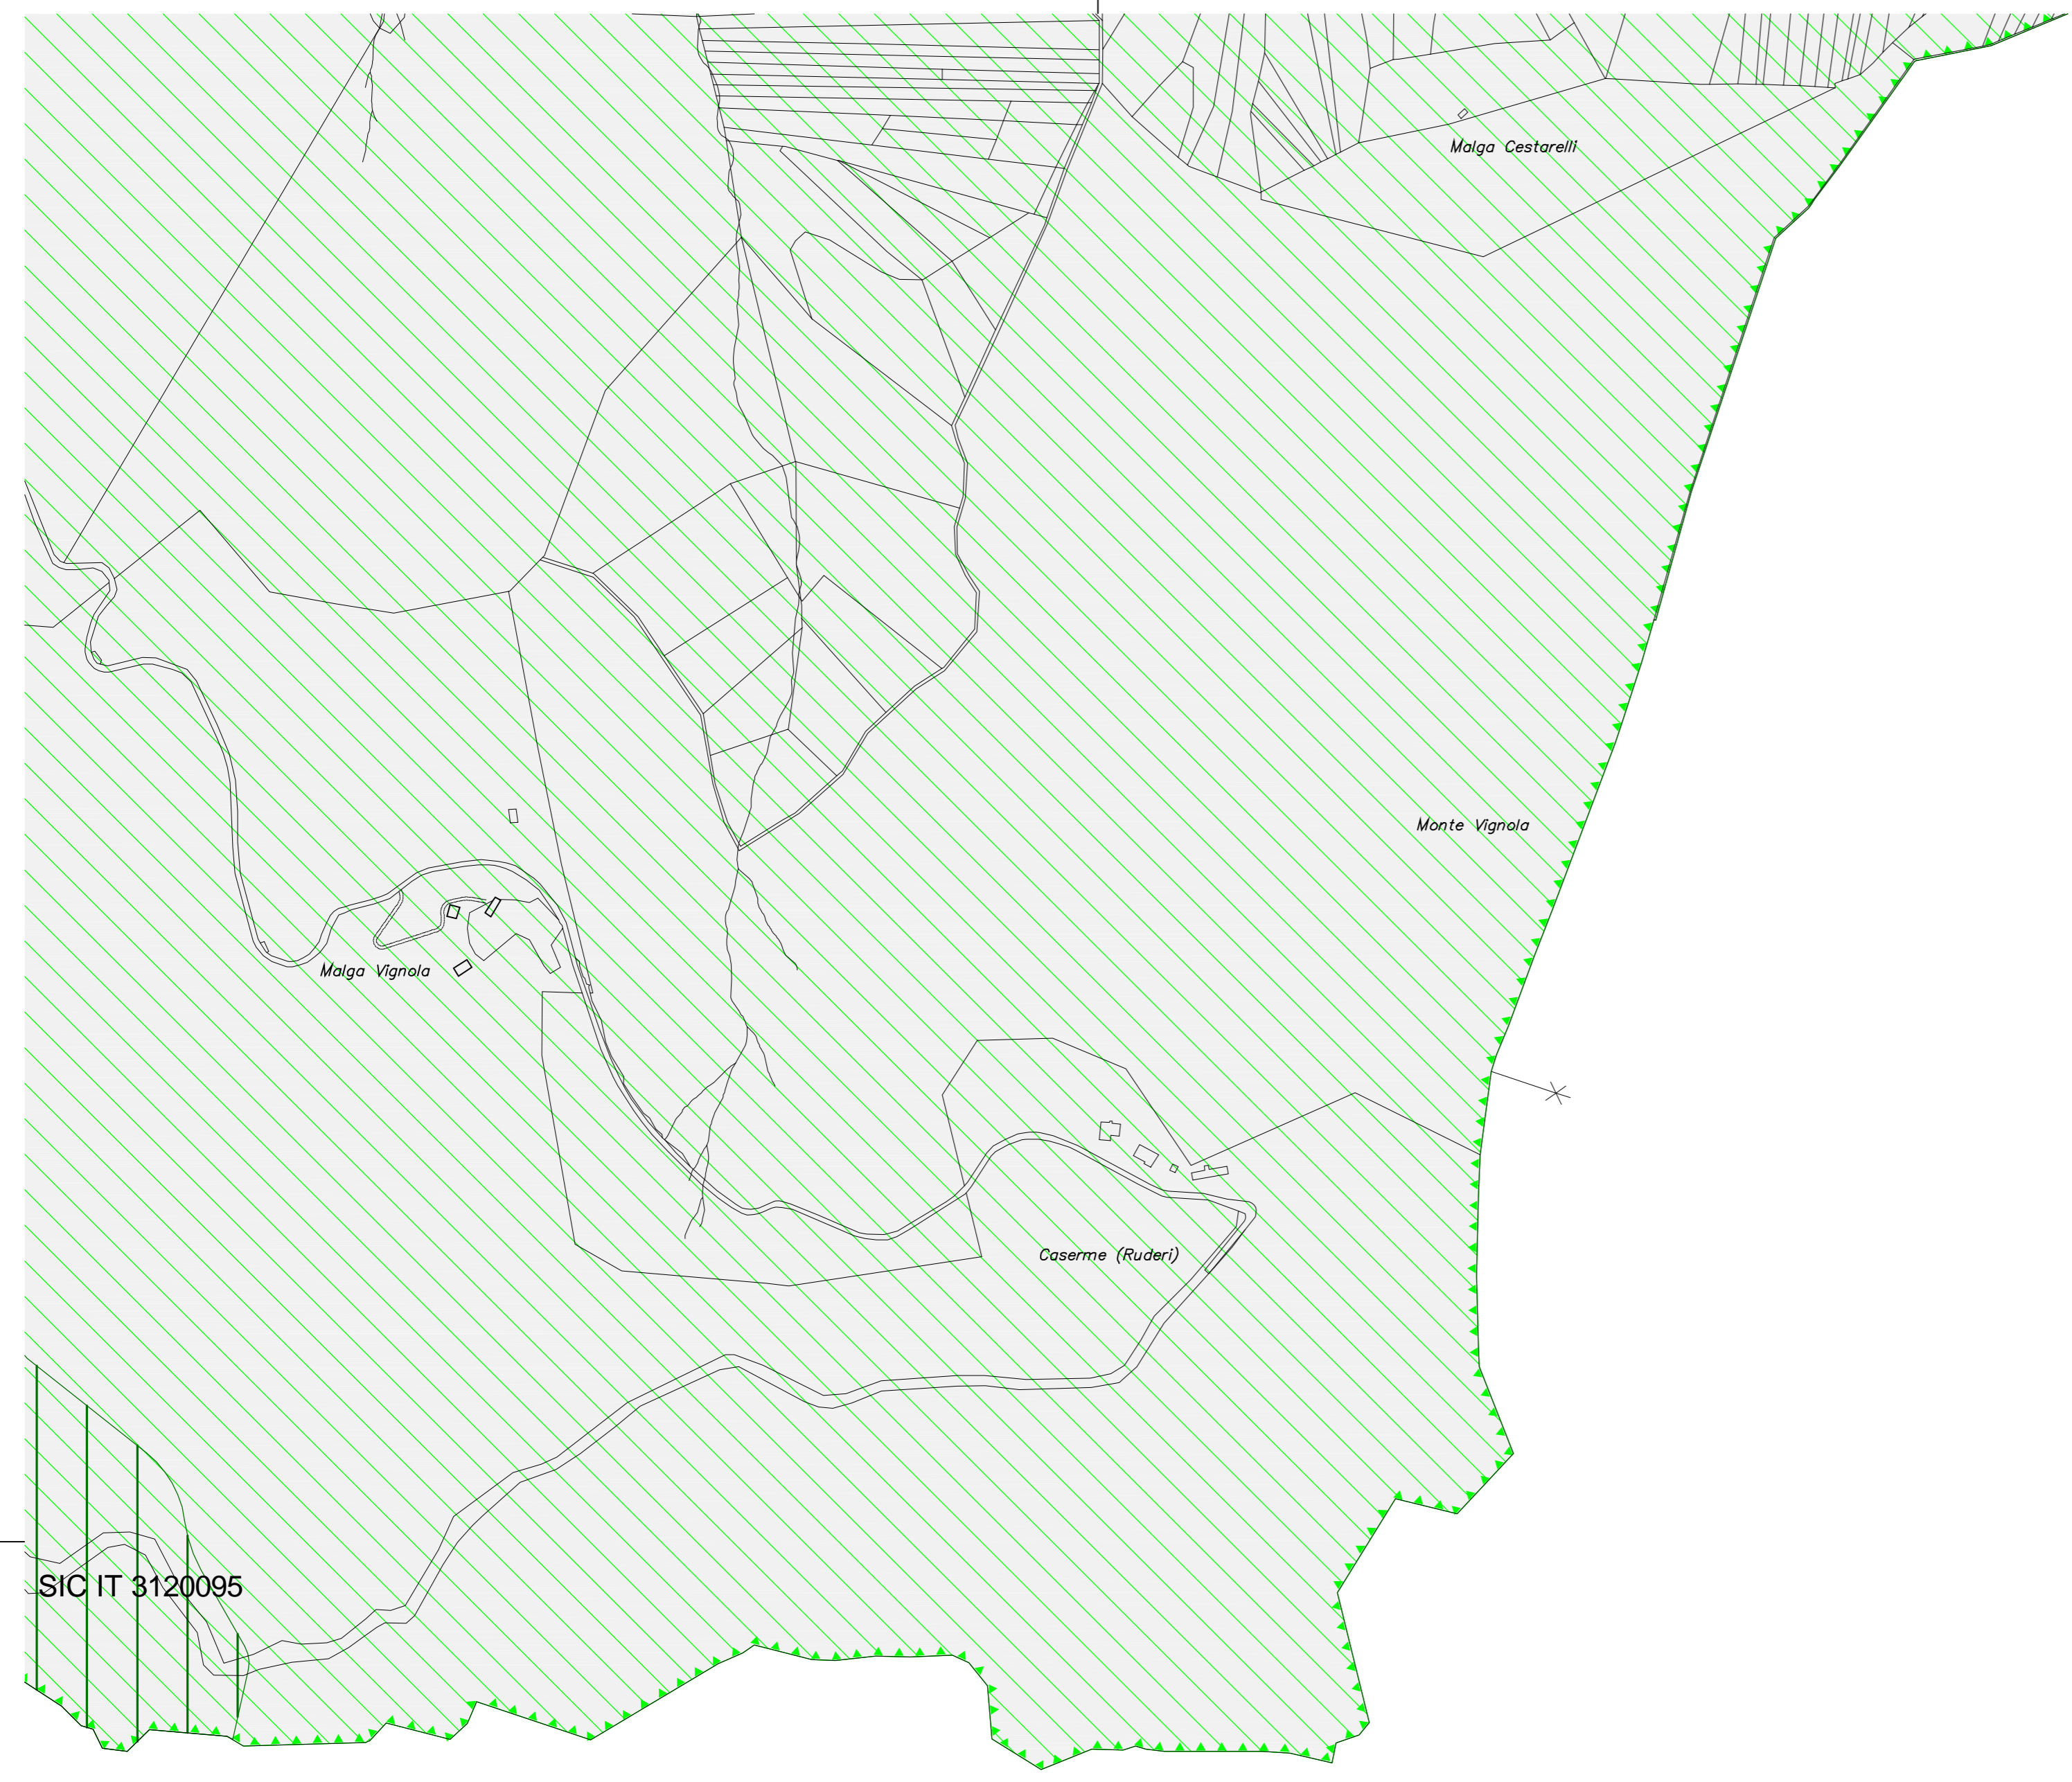 Malga Cestarelli
Monte Vignola
Malga Vignola
Caserme (Ruderi)
SIC IT 3120095